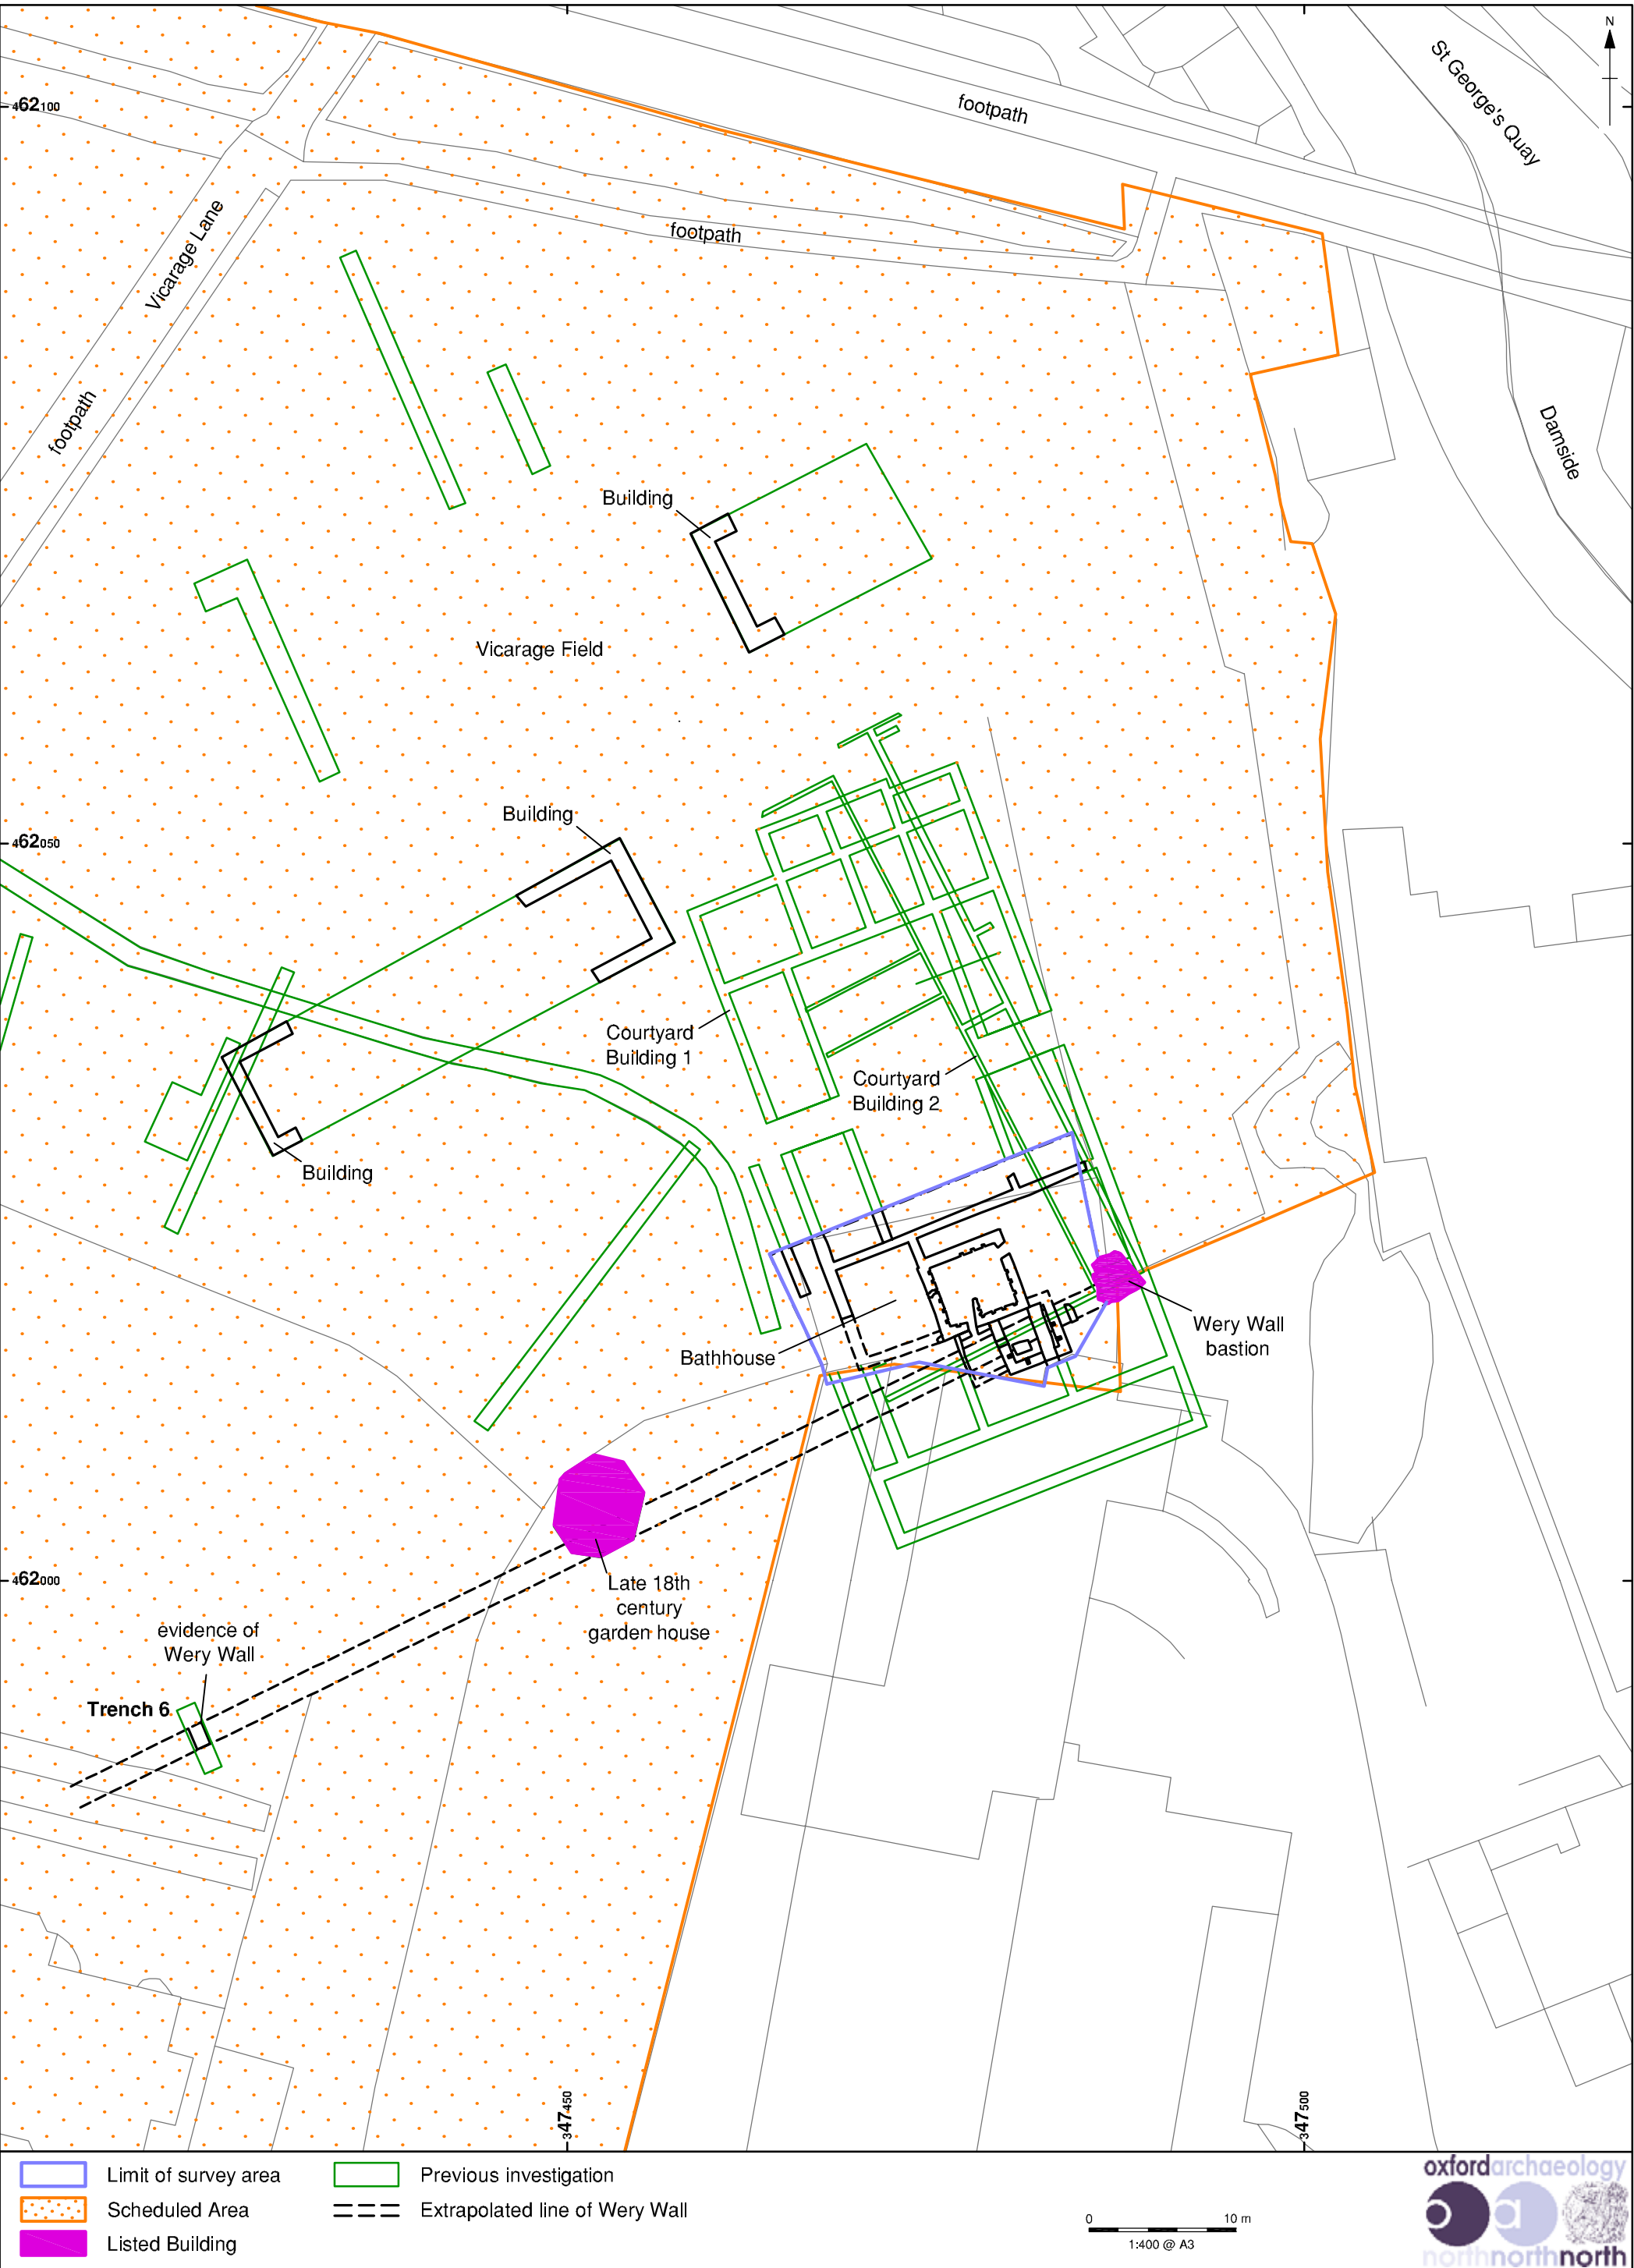 N
St George's Quay
footpath
462100
Vicarage Lane
footpath
footpath
Damside
Building
Vicarage Field
Building
462050
Courtyard
Building 1
Courtyard
Building 2
Building
Wery Wall
bastion
Bathhouse
462000
Late 18th
century
garden house
evidence of
Wery Wall
Trench 6
347450
347500
Limit of survey area
Previous investigation
Scheduled Area
Extrapolated line of Wery Wall
Listed Building
0 10 m
1:400 @ A3
oxfordarchaeology
oa
northnorthnorth